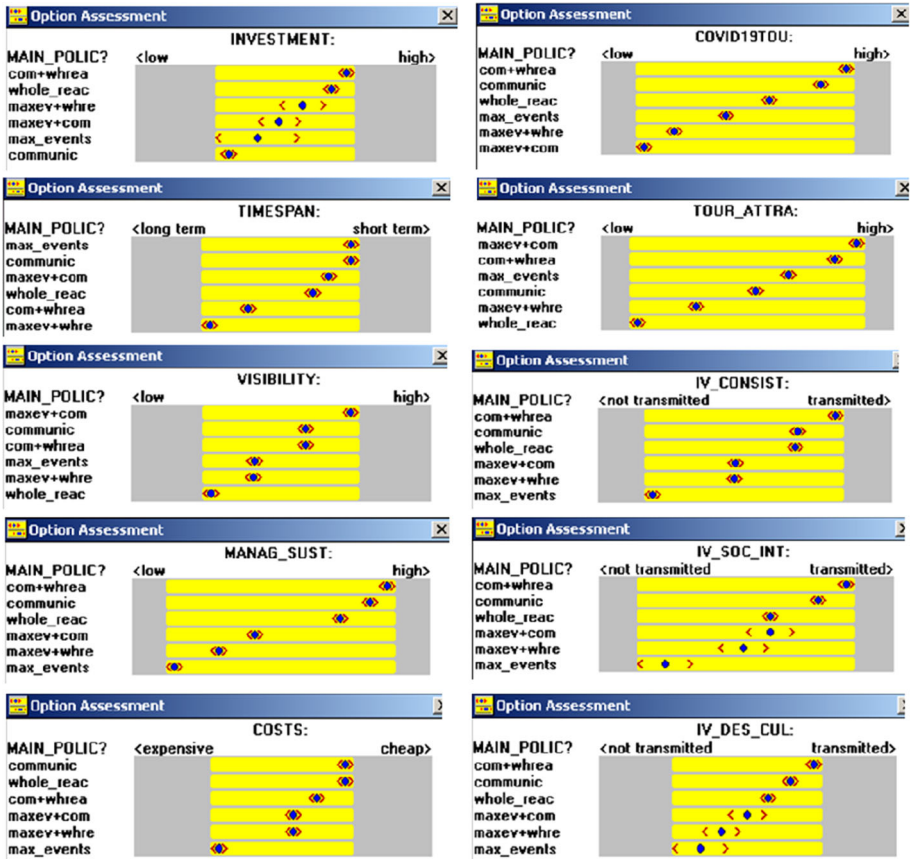 Option Assessment
INVESTMENT:
MAIN_POLIC? <low high>
com+whrea
whole_reac
maxev+whre
maxev+com
max_events
communic
Option Assessment
COVID19TOU:
MAIN_POLIC? <low high>
com+whrea
communic
whole_reac
max_events
maxev+whre
maxev+com
Option Assessment
TIMESPAN:
MAIN_POLIC? <long term short term>
max_events
communic
maxev+com
whole_reac
com+whrea
maxev+whre
Option Assessment
TOUR_ATTRA:
MAIN_POLIC? <low high>
maxev+com
com+whrea
max_events
communic
maxev+whre
whole_reac
Option Assessment
VISIBILITY:
MAIN_POLIC? <low high>
maxev+com
communic
com+whrea
max_events
maxev+whre
whole_reac
Option Assessment
IV_CONSIST:
MAIN_POLIC? <not transmitted transmitted>
com+whrea
communic
whole_reac
maxev+com
maxev+whre
max_events
Option Assessment
MANAG_SUST:
MAIN_POLIC? <low high>
com+whrea
communic
whole_reac
maxev+com
maxev+whre
max_events
Option Assessment
IV_SOC_INT:
MAIN_POLIC? <not transmitted transmitted>
com+whrea
communic
whole_reac
maxev+com
maxev+whre
max_events
Option Assessment
COSTS:
MAIN_POLIC? <expensive cheap>
communic
whole_reac
com+whrea
maxev+com
maxev+whre
max_events
Option Assessment
IV_DES_CUL:
MAIN_POLIC? <not transmitted transmitted>
com+whrea
communic
whole_reac
maxev+com
maxev+whre
max_events